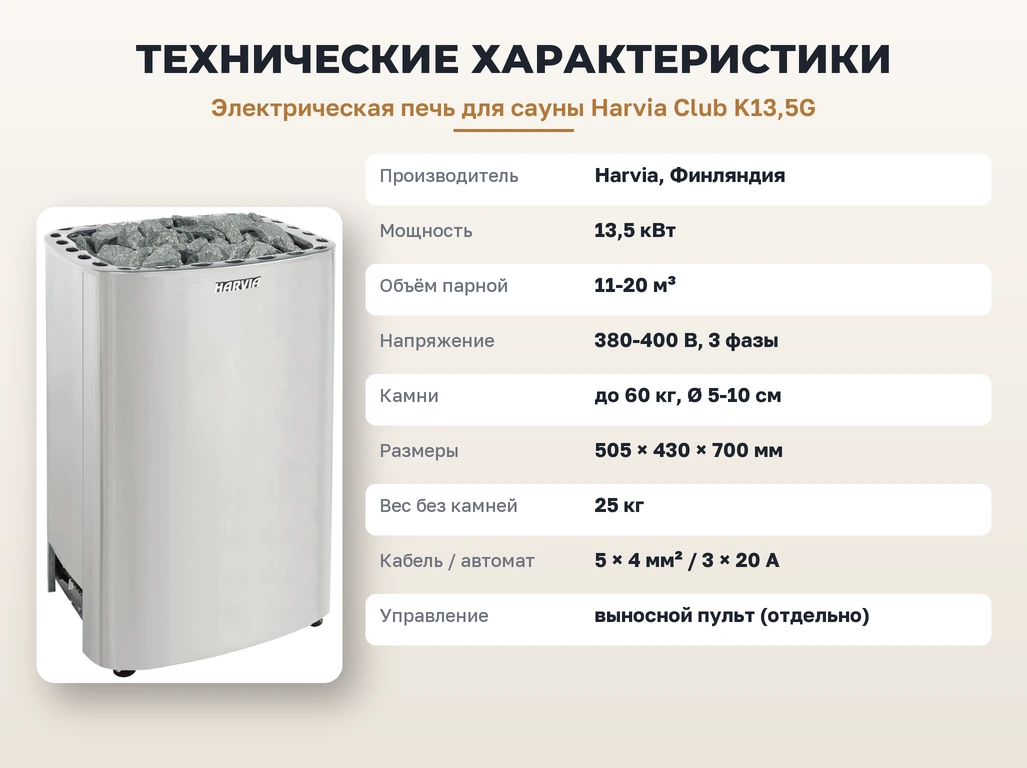 ТЕХНИЧЕСКИЕ ХАРАКТЕРИСТИКИ
Электрическая печь для сауны Harvia Club K13,5G
Производитель Harvia, Финляндия
Мощность 13,5 кВт
Объём парной 11-20 м³
Напряжение 380-400 В, 3 фазы
Камни до 60 кг, Ø 5-10 см
Размеры 505 × 430 × 700 мм
Вес без камней 25 кг
Кабель / автомат 5 × 4 мм² / 3 × 20 А
Управление выносной пульт (отдельно)
HARVIA